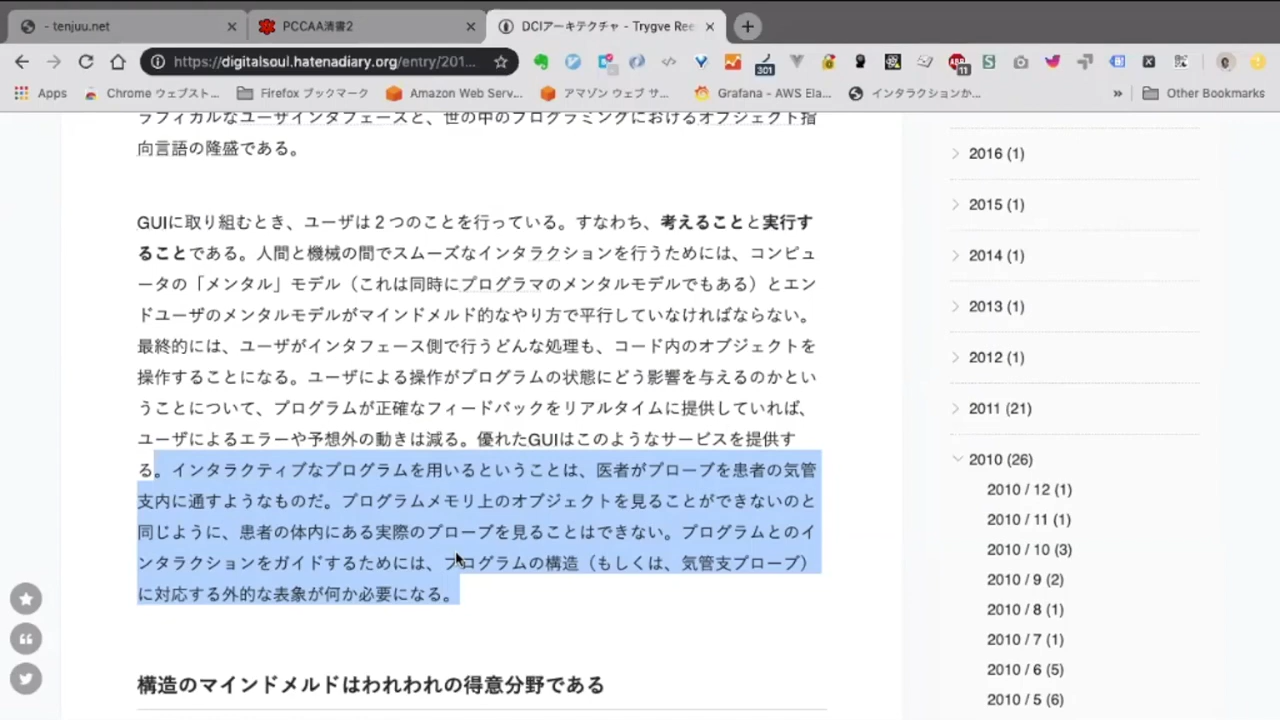 - tenjuu.net
PCCAA清書2
DCIアーキテクチャ - Trygve Ree
https://digitalsoul.hatenadiary.org/entry/201...
301
11
Apps
Chrome ウェブスト...
Firefox ブックマーク
Amazon Web Serv...
アマゾン ウェブ サ...
Grafana - AWS Ela...
インタラクションか...
»
Other Bookmarks
ラフィカルなユーザインタフェースと、世の中のプログラミングにおけるオブジェクト指
向言語の隆盛である。
GUIに取り組むとき、ユーザは２つのことを行っている。すなわち、考えることと実行す
ることである。人間と機械の間でスムーズなインタラクションを行うためには、コンピュ
ータの「メンタル」モデル（これは同時にプログラマのメンタルモデルでもある）とエン
ドユーザのメンタルモデルがマインドメルド的なやり方で平行していなければならない。
最終的には、ユーザがインタフェース側で行うどんな処理も、コード内のオブジェクトを
操作することになる。ユーザによる操作がプログラムの状態にどう影響を与えるのかとい
うことについて、プログラムが正確なフィードバックをリアルタイムに提供していれば、
ユーザによるエラーや予想外の動きは減る。優れたGUIはこのようなサービスを提供す
る。インタラクティブなプログラムを用いるということは、医者がプローブを患者の気管
支内に通すようなものだ。プログラムメモリ上のオブジェクトを見ることができないのと
同じように、患者の体内にある実際のプローブを見ることはできない。プログラムとのイ
ンタラクションをガイドするためには、プログラムの構造（もしくは、気管支プローブ）
に対応する外的な表象が何か必要になる。
構造のマインドメルドはわれわれの得意分野である
2016 (1)
2015 (1)
2014 (1)
2013 (1)
2012 (1)
2011 (21)
2010 (26)
2010 / 12 (1)
2010 / 11 (1)
2010 / 10 (3)
2010 / 9 (2)
2010 / 8 (1)
2010 / 7 (1)
2010 / 6 (5)
2010 / 5 (6)